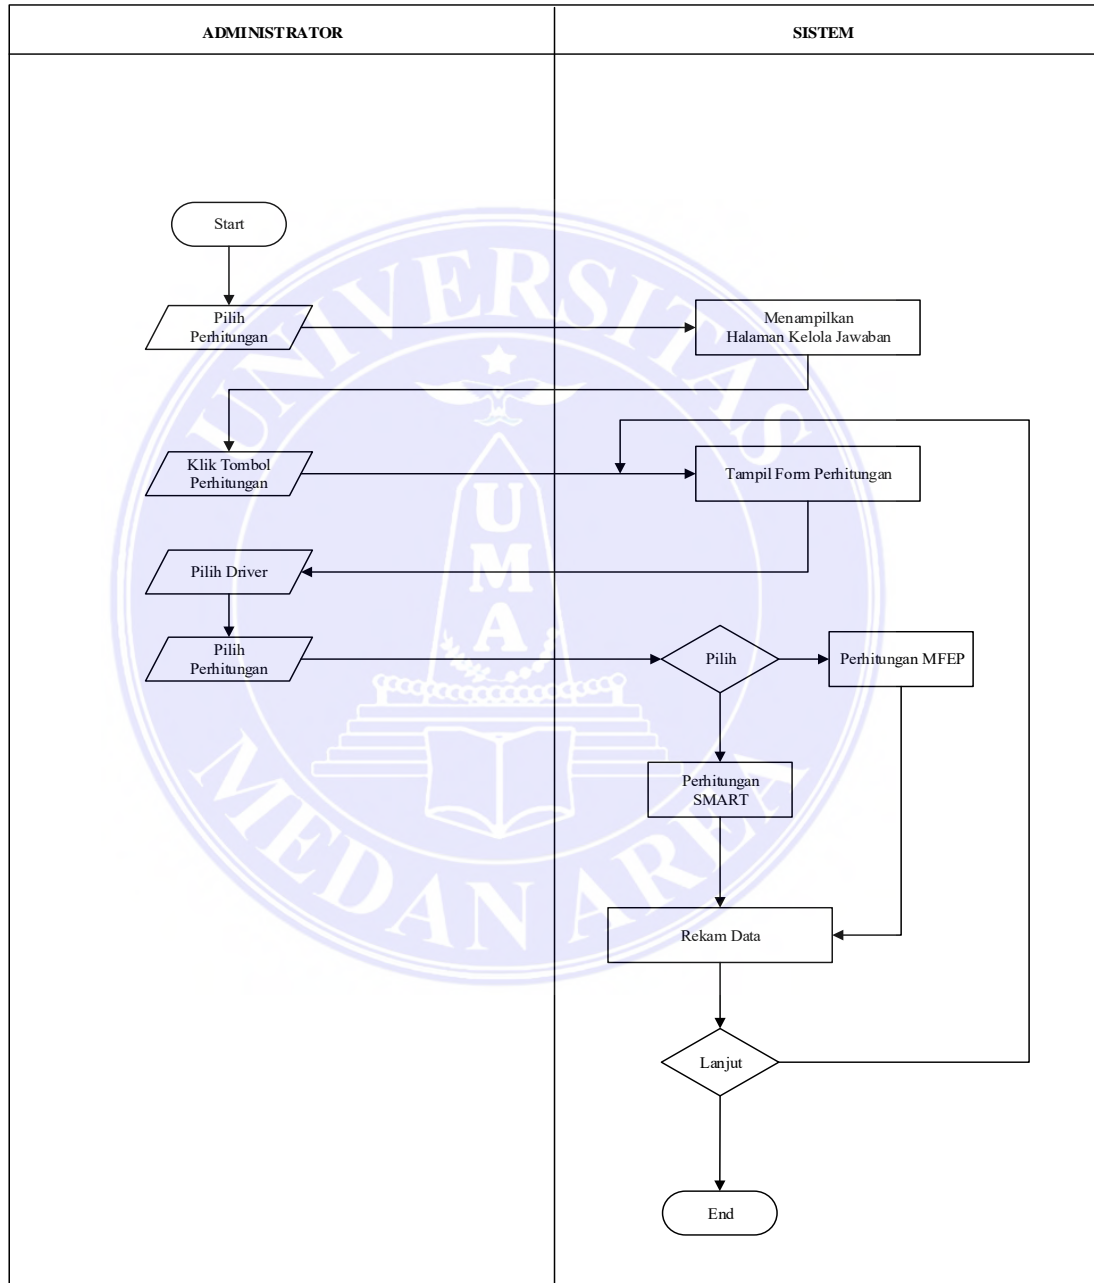 ADMINISTRATOR
SISTEM
Start
Pilih
Perhitungan
Menampilkan
Halaman Kelola Jawaban
Klik Tombol
Perhitungan
Tampil Form Perhitungan
Pilih Driver
Pilih
Perhitungan
Pilih
Perhitungan MFEP
Perhitungan
SMART
Rekam Data
Lanjut
End
UNIVERSITAS
UMA
MEDAN AREA